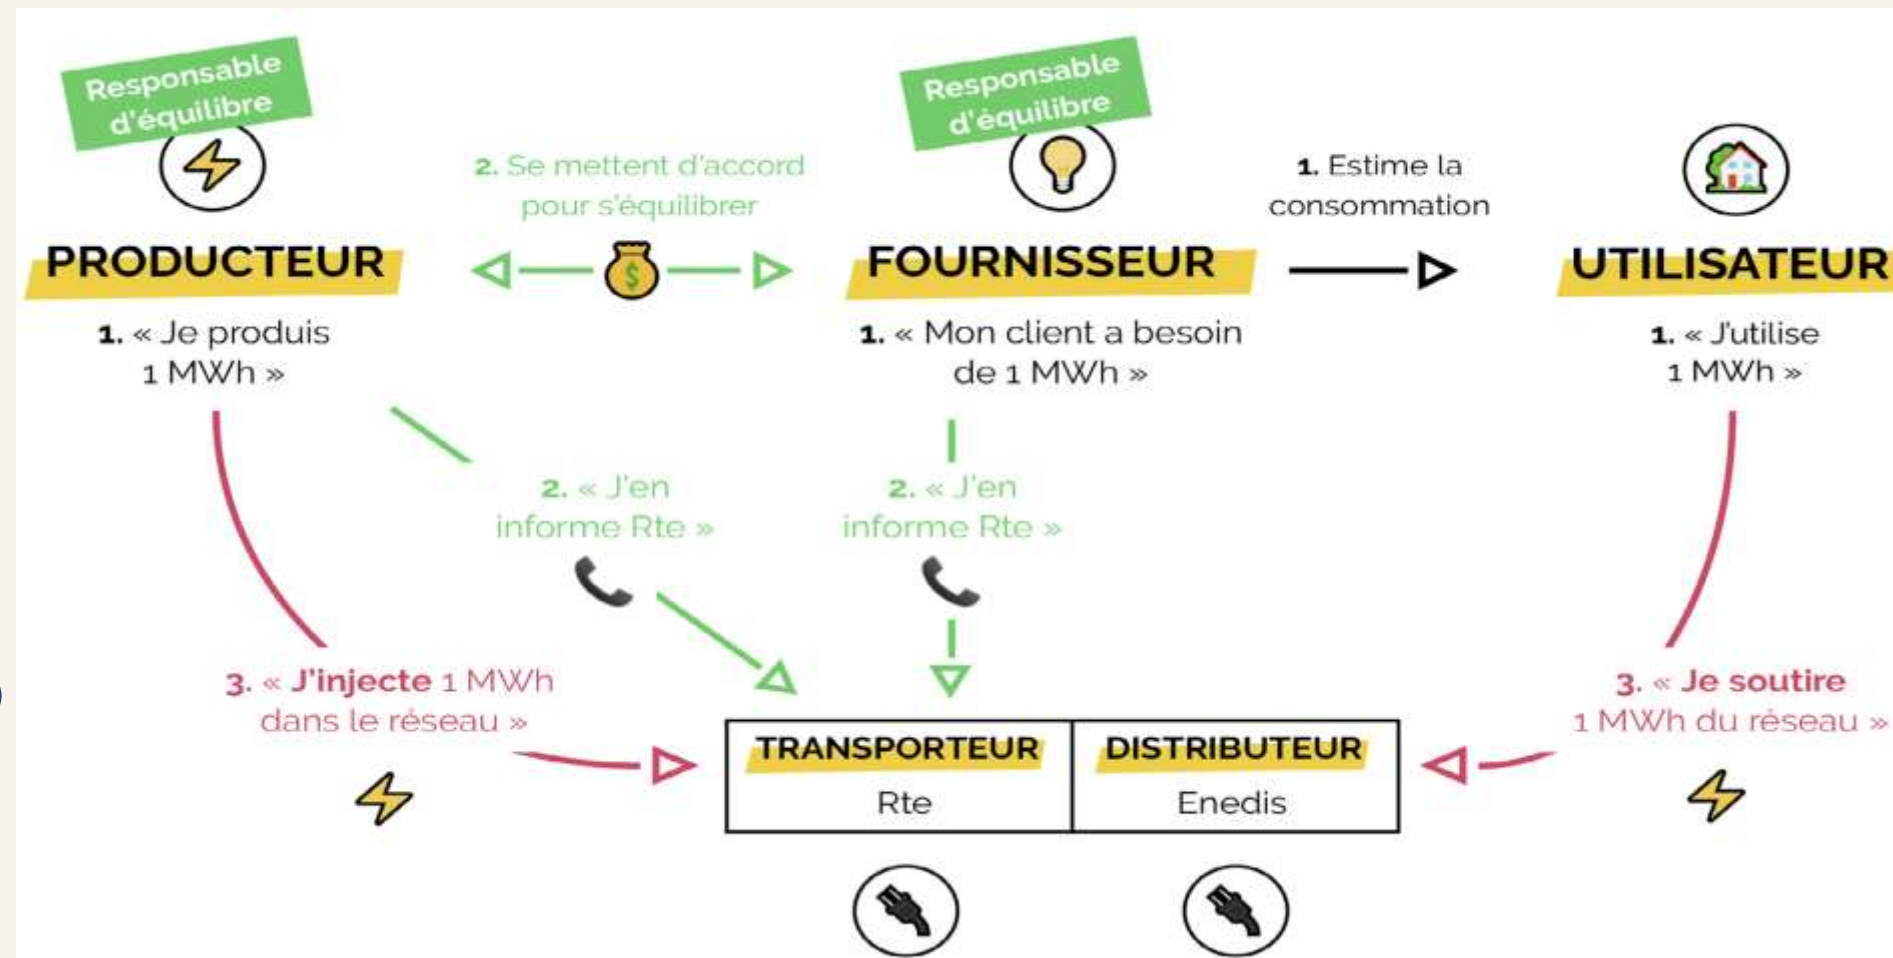 Responsable
d'équilibre
Responsable
d'équilibre
2. Se mettent d'accord
pour s'équilibrer
1. Estime la
consommation
PRODUCTEUR
FOURNISSEUR
UTILISATEUR
1. « Je produis
1 MWh »
1. « Mon client a besoin
de 1 MWh »
1. « J'utilise
1 MWh »
2. « J'en
informe Rte »
2. « J'en
informe Rte »
3. « J'injecte 1 MWh
dans le réseau »
3. « Je soutire
1 MWh du réseau »
TRANSPORTEUR
Rte
DISTRIBUTEUR
Enedis